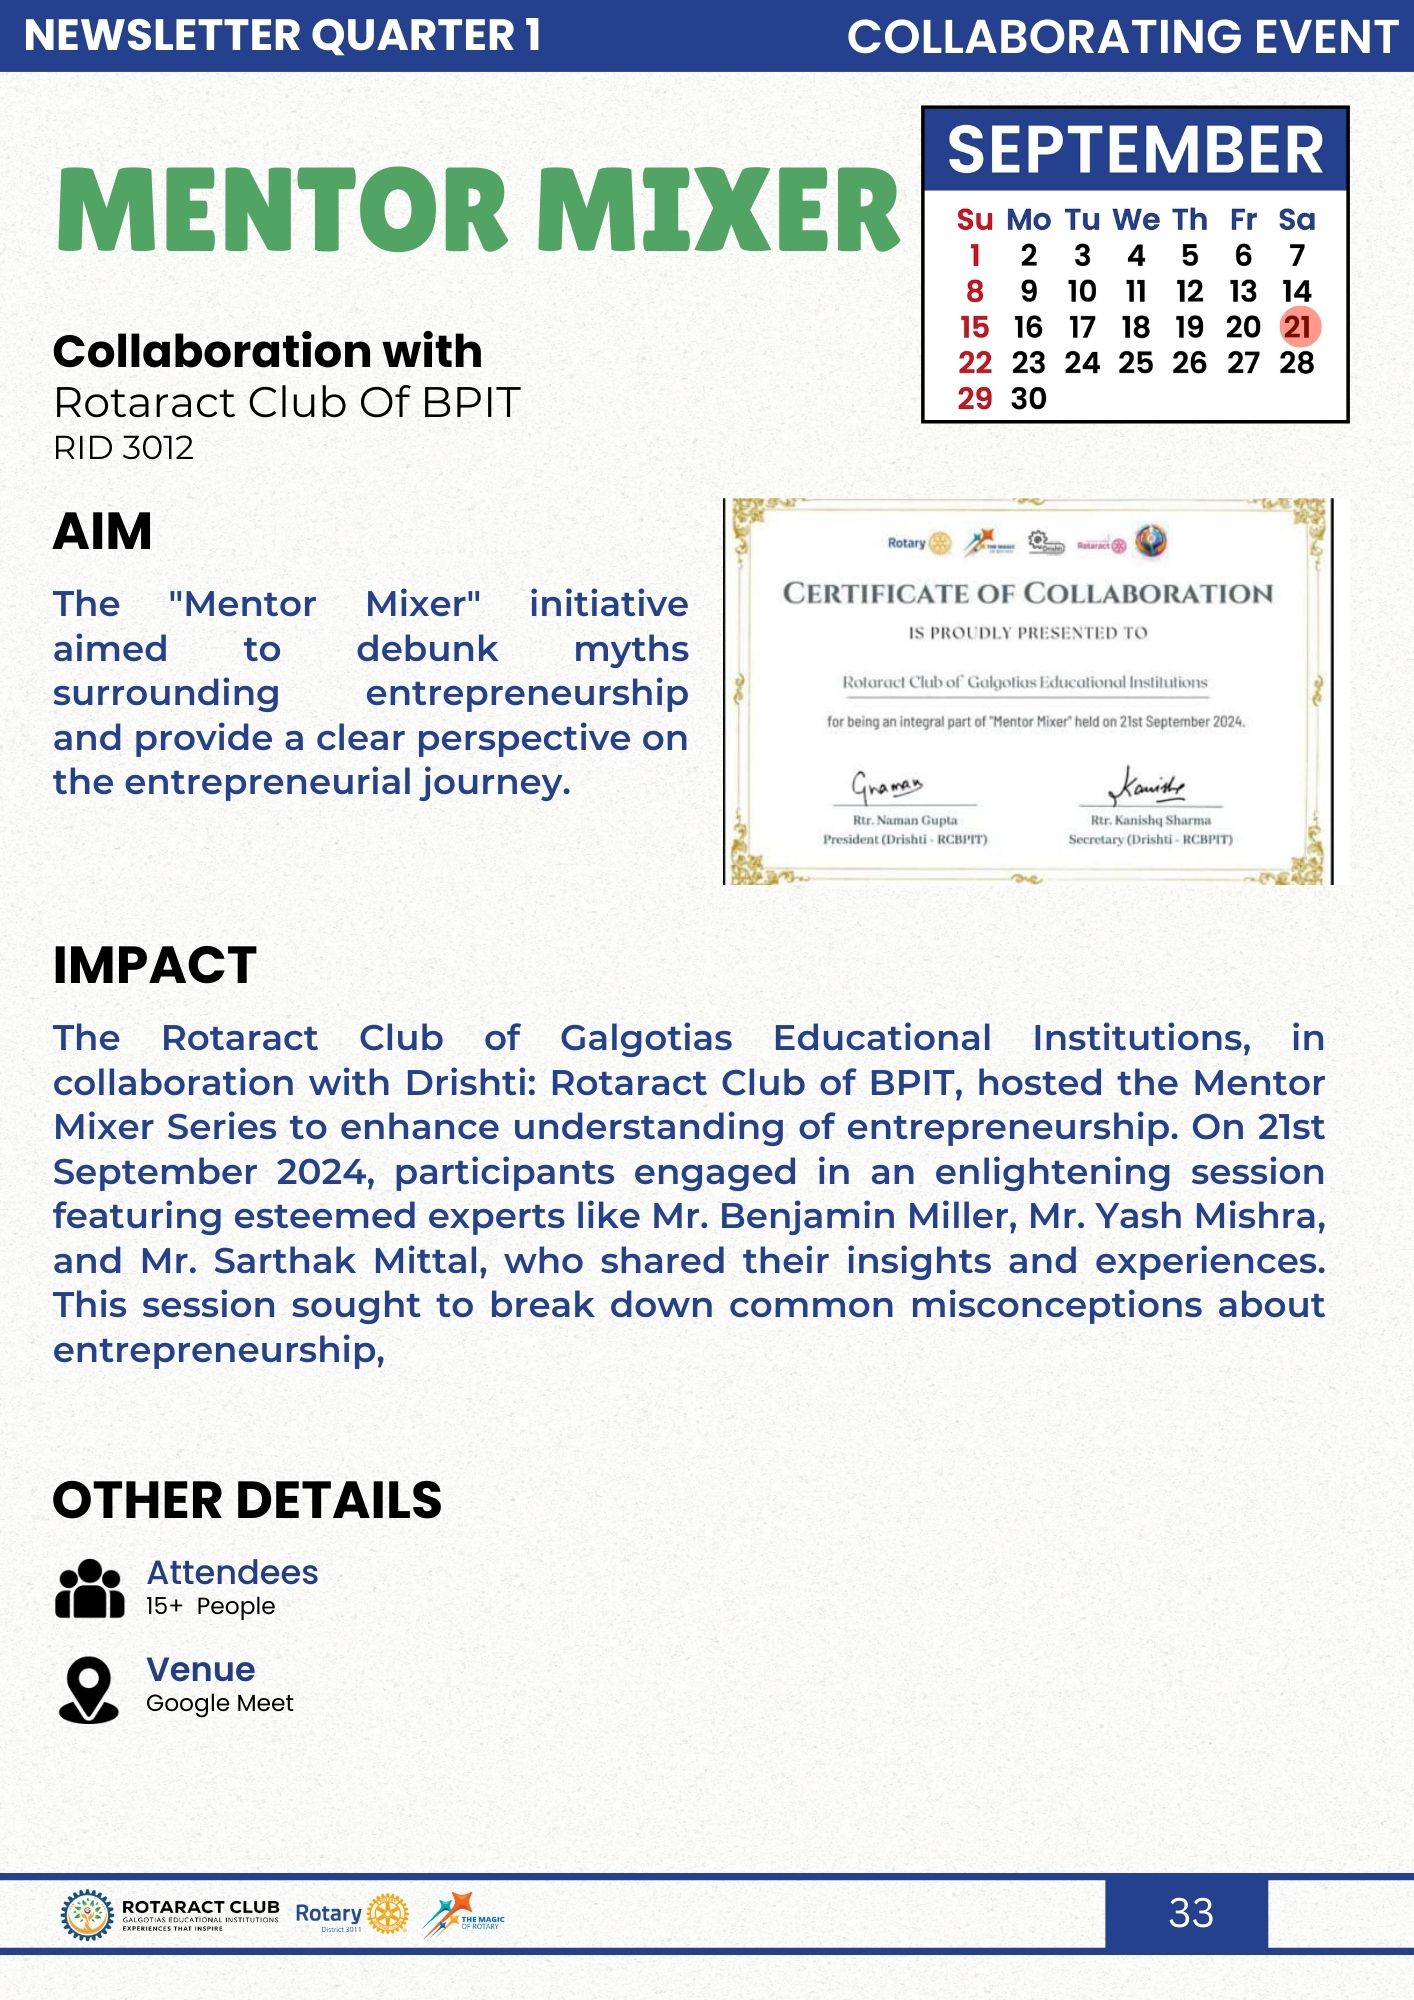 NEWSLETTER QUARTER 1
COLLABORATING EVENT
MENTOR MIXER
SEPTEMBER
Su Mo Tu We Th Fr Sa
1 2 3 4 5 6 7
8 9 10 11 12 13 14
15 16 17 18 19 20 21
22 23 24 25 26 27 28
29 30
Collaboration with
Rotaract Club Of BPIT
RID 3012
AIM
The "Mentor Mixer" initiative
aimed to debunk myths
surrounding entrepreneurship
and provide a clear perspective on
the entrepreneurial journey.
Rotary
THE MAGIC
Drishti
Rotaract
CERTIFICATE OF COLLABORATION
IS PROUDLY PRESENTED TO
Rotaract Club of Galgotias Educational Institutions
for being an integral part of "Mentor Mixer" held on 21st September 2024.
Gnaman
Kanishq
Rtr. Naman Gupta
President (Drishti - RCBPIT)
Rtr. Kanishq Sharma
Secretary (Drishti - RCBPIT)
IMPACT
The Rotaract Club of Galgotias Educational Institutions, in
collaboration with Drishti: Rotaract Club of BPIT, hosted the Mentor
Mixer Series to enhance understanding of entrepreneurship. On 21st
September 2024, participants engaged in an enlightening session
featuring esteemed experts like Mr. Benjamin Miller, Mr. Yash Mishra,
and Mr. Sarthak Mittal, who shared their insights and experiences.
This session sought to break down common misconceptions about
entrepreneurship,
OTHER DETAILS
Attendees
15+ People
Venue
Google Meet
ROTARACT CLUB
GALGOTIAS EDUCATIONAL INSTITUTIONS
EXPERIENCES THAT INSPIRE
Rotary
District 3011
THE MAGIC
OF ROTARY
33